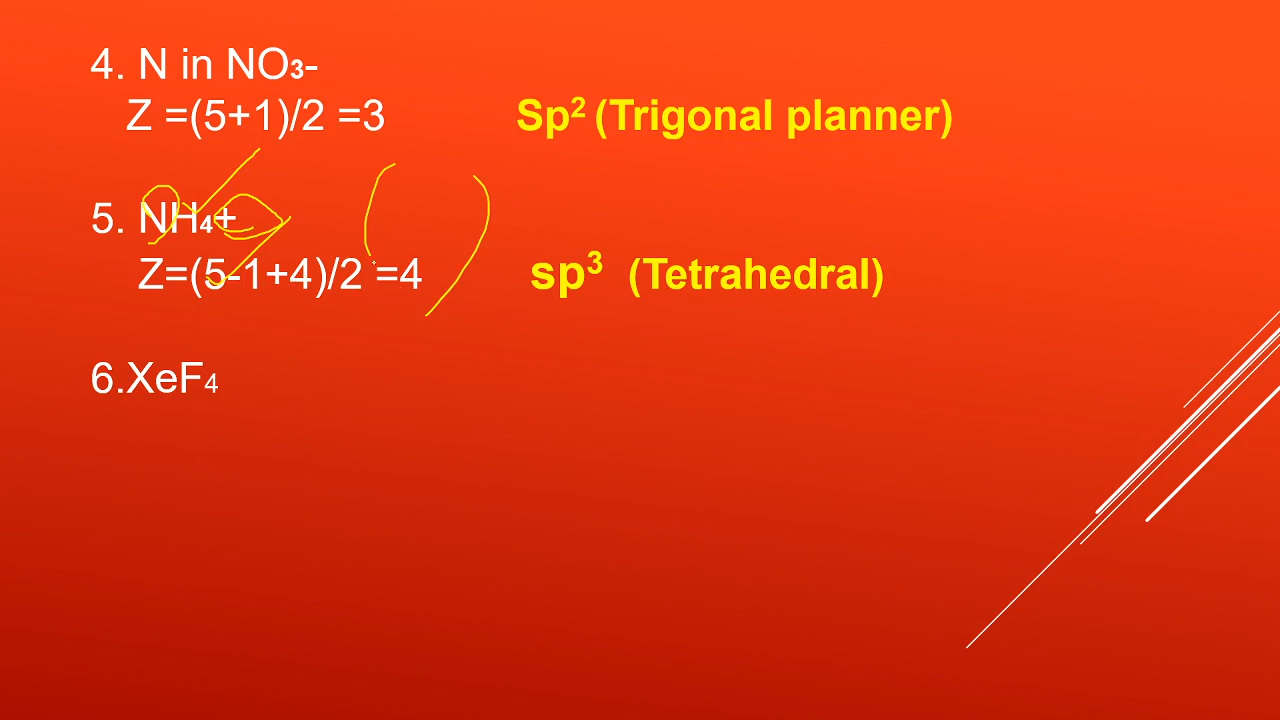 4. N in NO3-
Z =(5+1)/2 =3 Sp² (Trigonal planner)
5. NH4+
Z=(5-1+4)/2 =4 sp³ (Tetrahedral)
6.XeF4